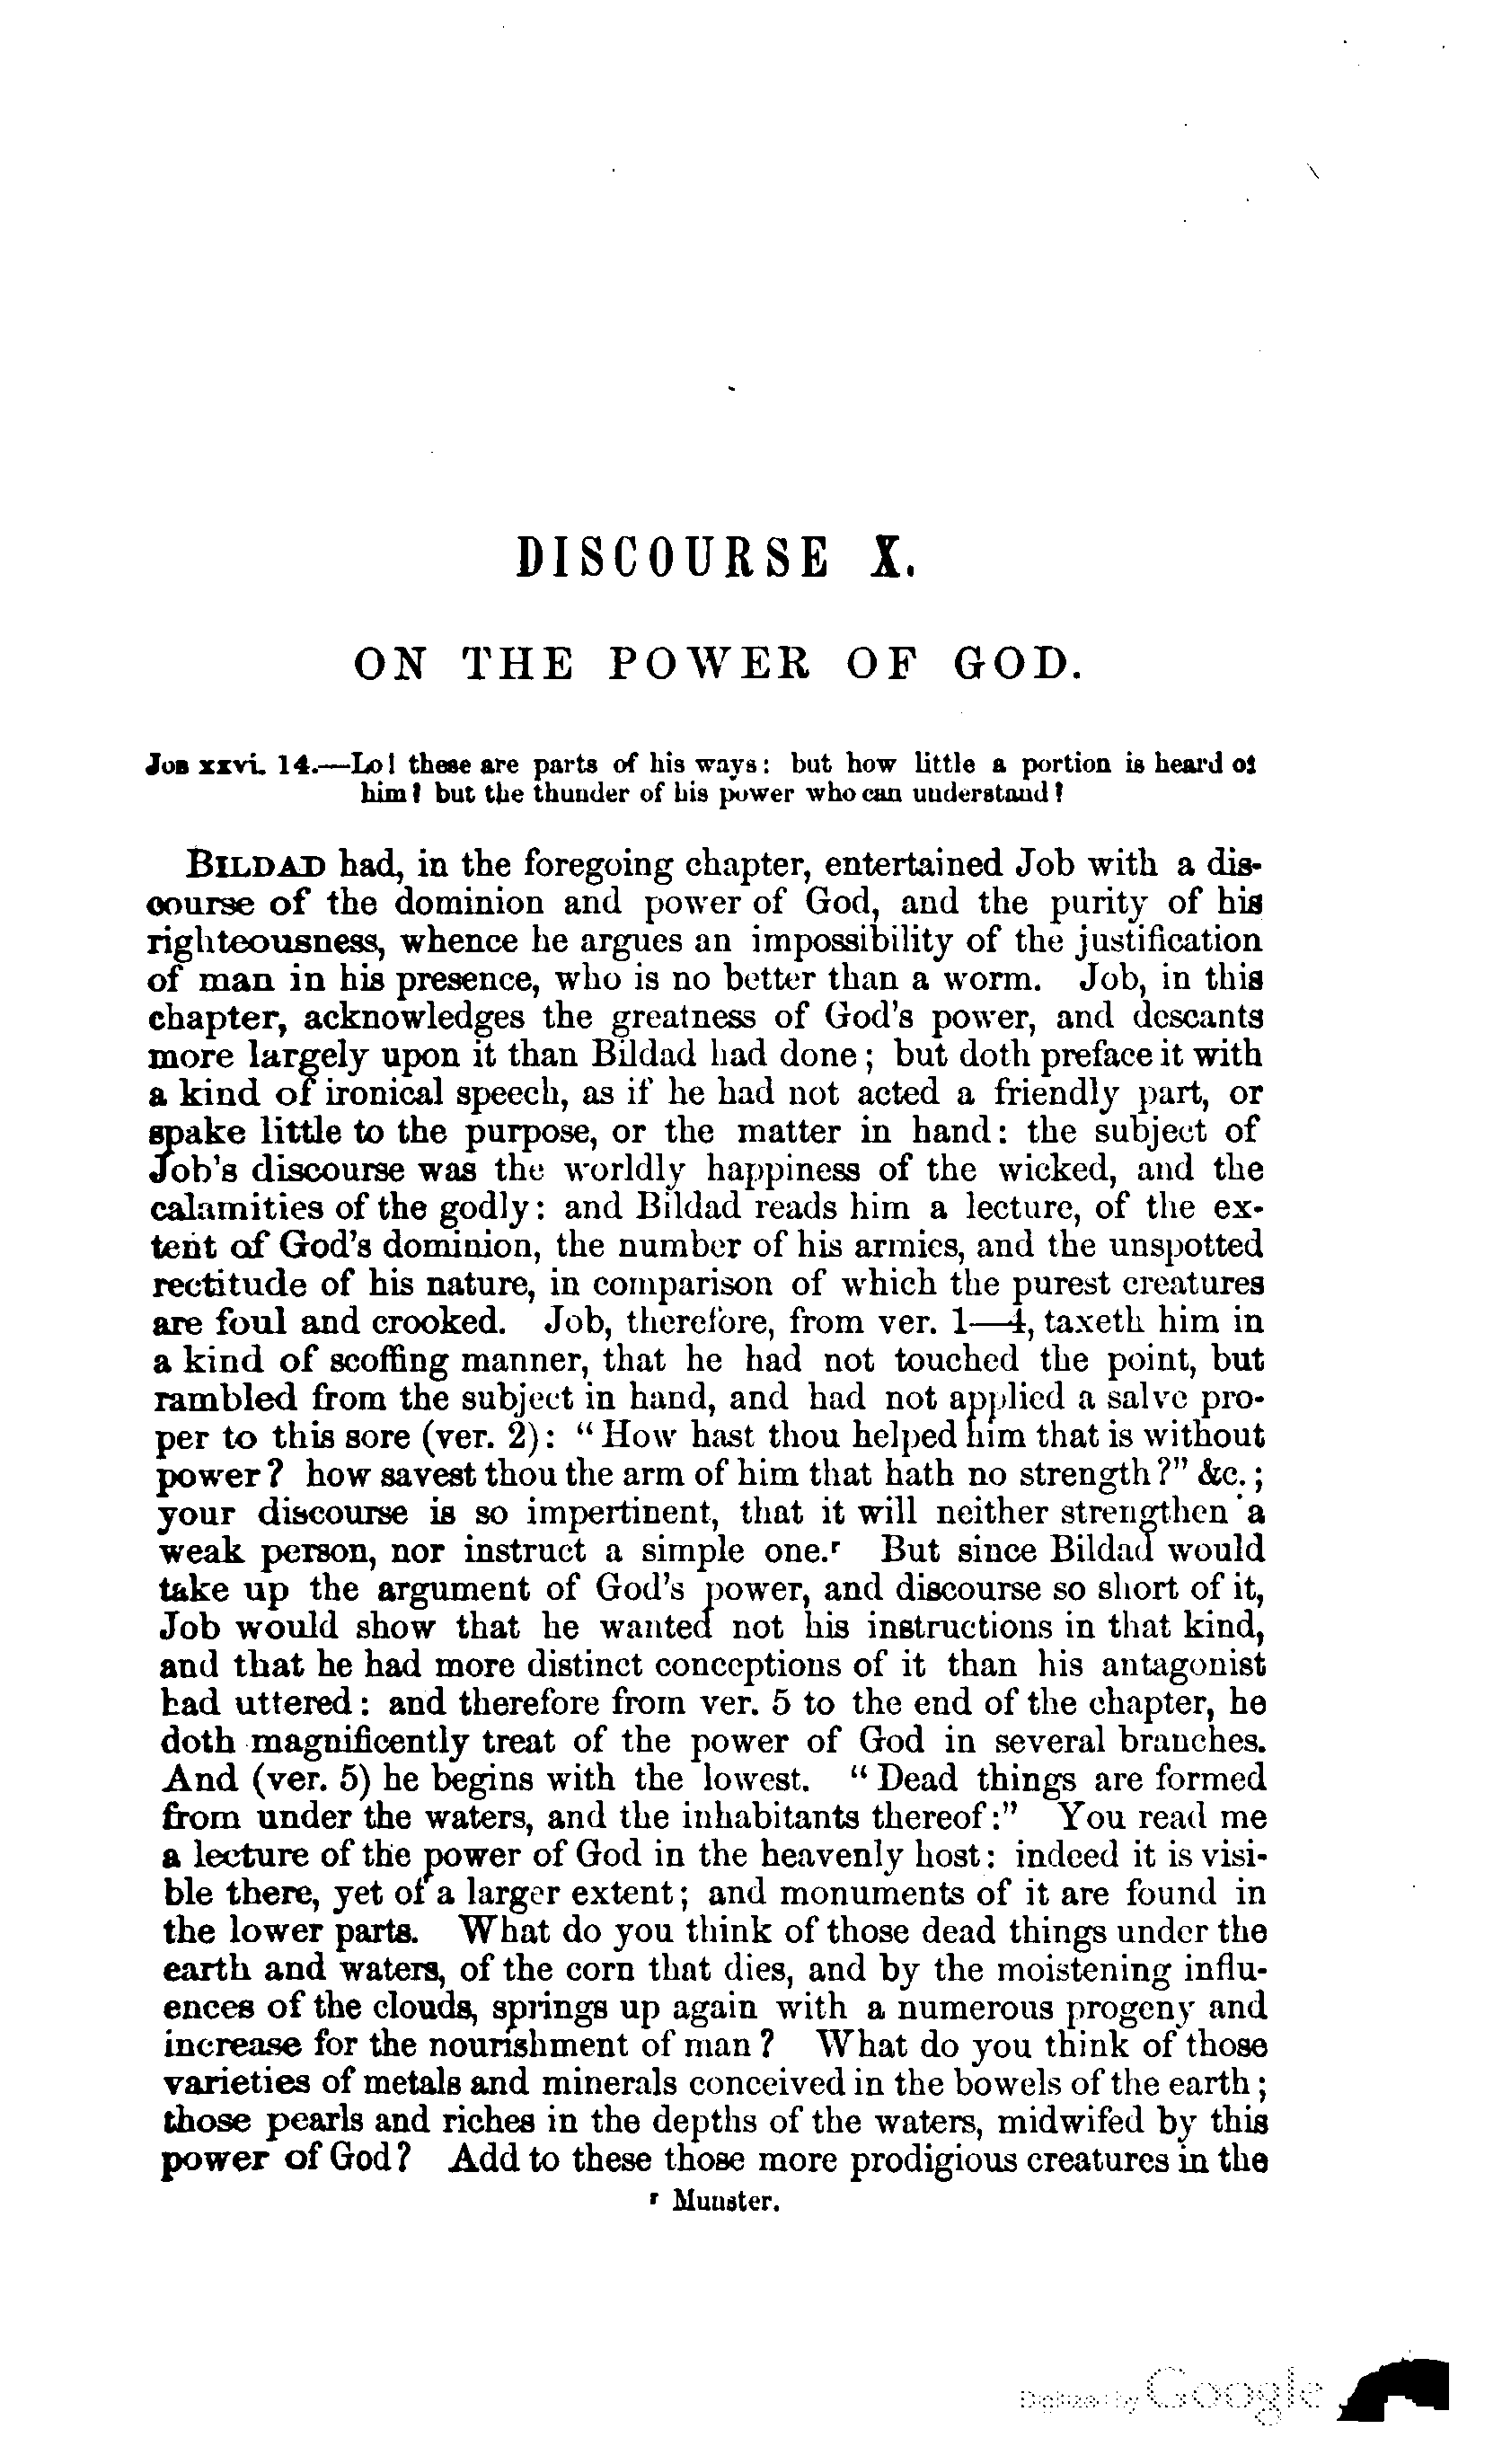 DISCOURSE X.
ON THE POWER OF GOD.
JOB xxvi. 14.—Lo! these are parts of his ways: but how little a portion is heard of
him? but the thunder of his power who can understand?
BILDAD had, in the foregoing chapter, entertained Job with a dis-
course of the dominion and power of God, and the purity of his
righteousness, whence he argues an impossibility of the justification
of man in his presence, who is no better than a worm. Job, in this
chapter, acknowledges the greatness of God's power, and descants
more largely upon it than Bildad had done; but doth preface it with
a kind of ironical speech, as if he had not acted a friendly part, or
spake little to the purpose, or the matter in hand: the subject of
Job's discourse was the worldly happiness of the wicked, and the
calamities of the godly: and Bildad reads him a lecture, of the ex-
tent of God's dominion, the number of his armies, and the unspotted
rectitude of his nature, in comparison of which the purest creatures
are foul and crooked. Job, therefore, from ver. 1—4, taxeth him in
a kind of scoffing manner, that he had not touched the point, but
rambled from the subject in hand, and had not applied a salve pro-
per to this sore (ver. 2): "How hast thou helped him that is without
power? how savest thou the arm of him that hath no strength?" &c.;
your discourse is so impertinent, that it will neither strengthen a
weak person, nor instruct a simple one.r But since Bildad would
take up the argument of God's power, and discourse so short of it,
Job would show that he wanted not his instructions in that kind,
and that he had more distinct conceptions of it than his antagonist
had uttered: and therefore from ver. 5 to the end of the chapter, he
doth magnificently treat of the power of God in several branches.
And (ver. 5) he begins with the lowest. "Dead things are formed
from under the waters, and the inhabitants thereof:" You read me
a lecture of the power of God in the heavenly host: indeed it is visi-
ble there, yet of a larger extent; and monuments of it are found in
the lower parts. What do you think of those dead things under the
earth and waters, of the corn that dies, and by the moistening influ-
ences of the clouds, springs up again with a numerous progeny and
increase for the nourishment of man? What do you think of those
varieties of metals and minerals conceived in the bowels of the earth;
those pearls and riches in the depths of the waters, midwifed by this
power of God? Add to these those more prodigious creatures in the
r Munster.
Digitized by Google